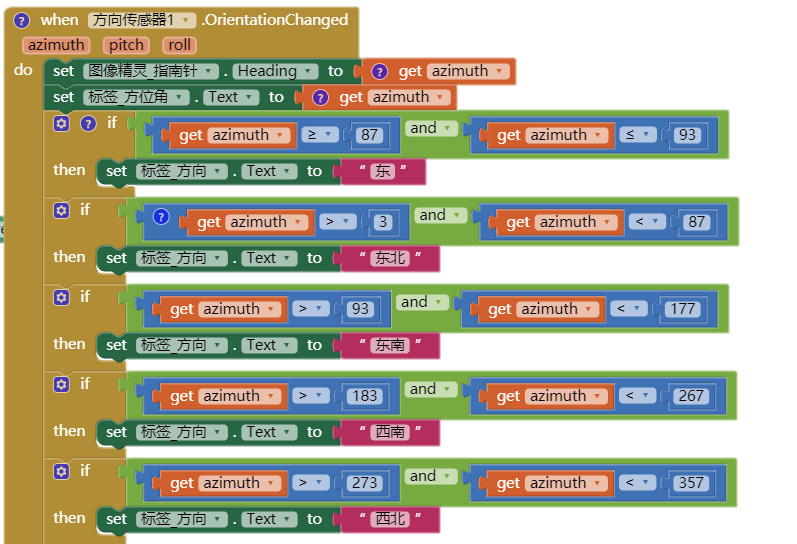 ? when 方向传感器1 .OrientationChanged
azimuth pitch roll
do set 图像精灵_指南针 . Heading to ? get azimuth
set 标签_方位角 . Text to ? get azimuth
? if get azimuth ≥ 87 and get azimuth ≤ 93
then set 标签_方向 . Text to “ 东 ”
if ? get azimuth > 3 and get azimuth < 87
then set 标签_方向 . Text to “ 东北 ”
if get azimuth > 93 and get azimuth < 177
then set 标签_方向 . Text to “ 东南 ”
if get azimuth > 183 and get azimuth < 267
then set 标签_方向 . Text to “ 西南 ”
if get azimuth > 273 and get azimuth < 357
then set 标签_方向 . Text to “ 西北 ”